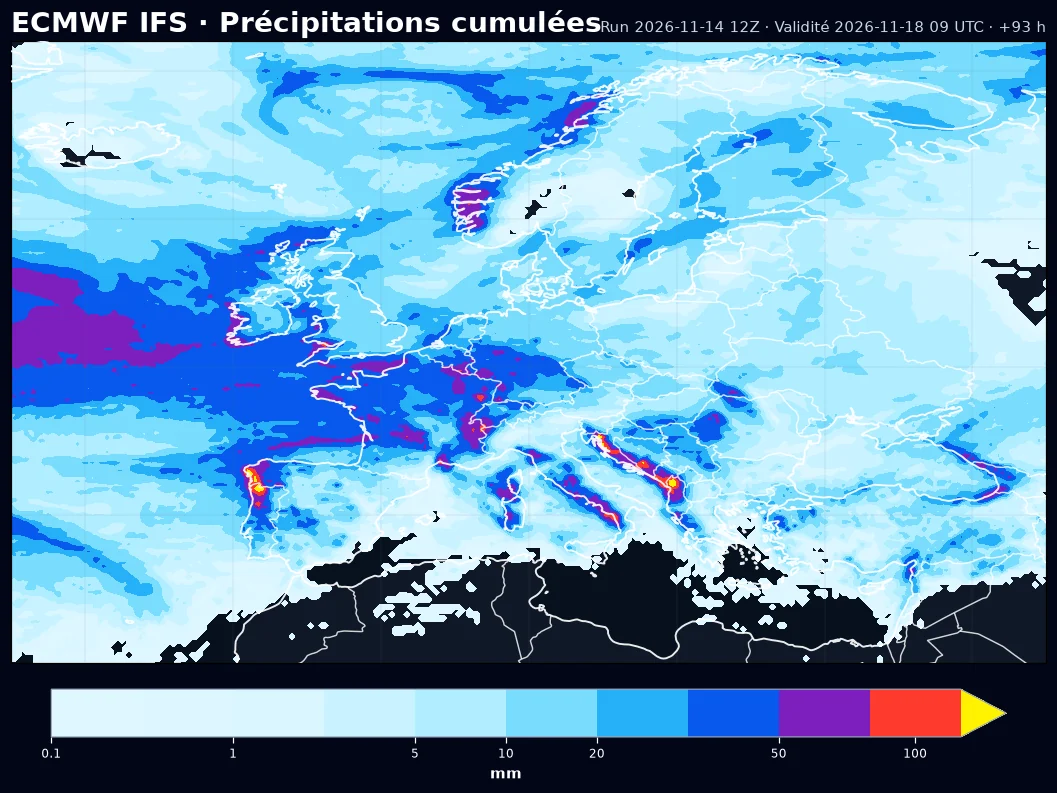 ECMWF IFS · Précipitations cumulées Run 2026-11-14 12Z · Validité 2026-11-18 09 UTC · +93 h
0.1 1 5 10 20 50 100
mm